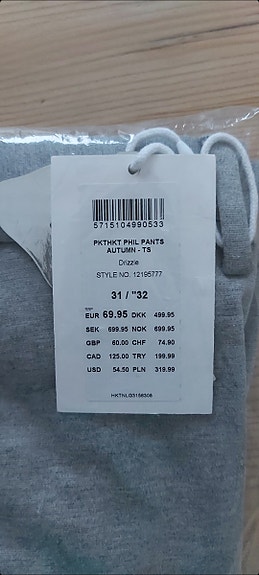 5715104990533
PKTHKT PHIL PANTS
AUTUMN - TS
Drizzle
STYLE NO. 12195777
31 / "32
EUR 69.95 DKK 499.95
SEK 699.95 NOK 699.95
GBP 60.00 CHF 74.90
CAD 125.00 TRY 199.99
USD 54.50 PLN 319.99